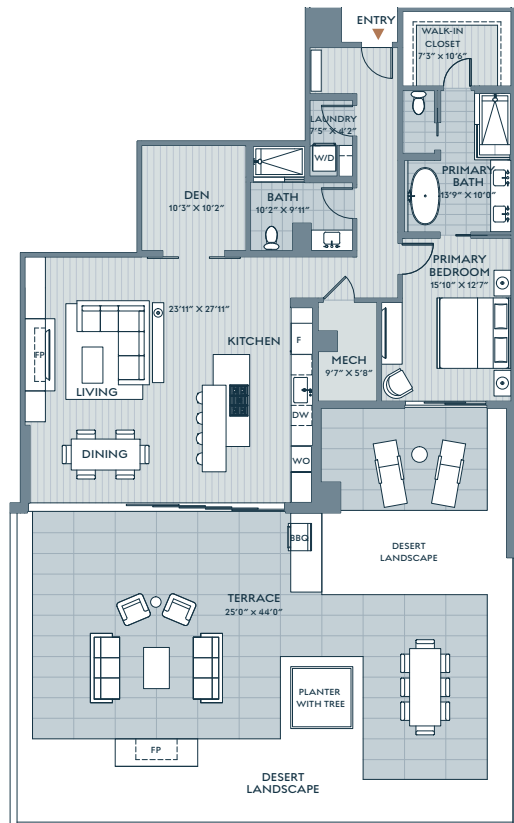 ENTRY
WALK-IN
CLOSET
7'3" X 10'6"
LAUNDRY
7'5" X 4'2"
W/D
PRIMARY
BATH
13'9" X 10'0"
DEN
10'3" X 10'2"
BATH
10'2" X 9'11"
PRIMARY
BEDROOM
15'10" X 12'7"
23'11" X 27'11"
KITCHEN
F
FP
MECH
9'7" X 5'8"
LIVING
DW
DINING
WO
BBQ
DESERT
LANDSCAPE
TERRACE
25'0" X 44'0"
PLANTER
WITH TREE
FP
DESERT
LANDSCAPE